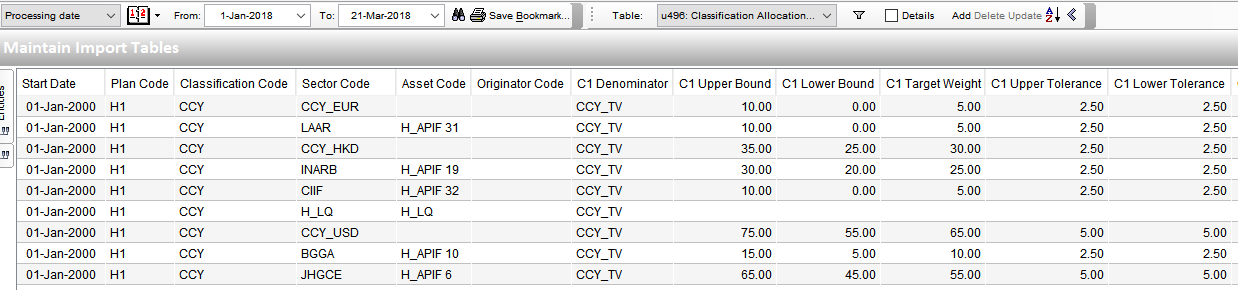 Processing date From: 1-Jan-2018 To: 21-Mar-2018 Save Bookmark... Table: u496: Classification Allocation... Details Add Delete Update
Maintain Import Tables
Start Date Plan Code Classification Code Sector Code Asset Code Originator Code C1 Denominator C1 Upper Bound C1 Lower Bound C1 Target Weight C1 Upper Tolerance C1 Lower Tolerance
01-Jan-2000 H1 CCY CCY_EUR CCY_TV 10.00 0.00 5.00 2.50 2.50
01-Jan-2000 H1 CCY LAAR H_APIF 31 CCY_TV 10.00 0.00 5.00 2.50 2.50
01-Jan-2000 H1 CCY CCY_HKD CCY_TV 35.00 25.00 30.00 2.50 2.50
01-Jan-2000 H1 CCY INARB H_APIF 19 CCY_TV 30.00 20.00 25.00 2.50 2.50
01-Jan-2000 H1 CCY CIIF H_APIF 32 CCY_TV 10.00 0.00 5.00 2.50 2.50
01-Jan-2000 H1 CCY H_LQ H_LQ CCY_TV
01-Jan-2000 H1 CCY CCY_USD CCY_TV 75.00 55.00 65.00 5.00 5.00
01-Jan-2000 H1 CCY BGGA H_APIF 10 CCY_TV 15.00 5.00 10.00 2.50 2.50
01-Jan-2000 H1 CCY JHGCE H_APIF 6 CCY_TV 65.00 45.00 55.00 5.00 5.00